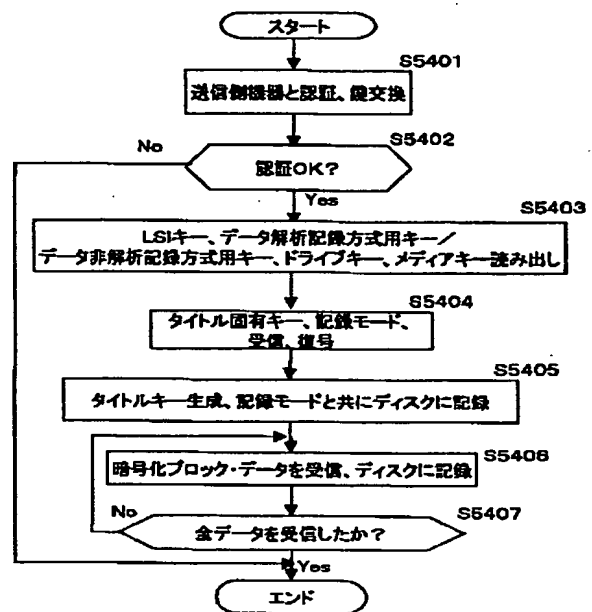 スタート
S5401
送信側機器と認証、鍵交換
S5402
No
認証OK?
Yes
S5403
LSIキー、データ解析記録方式用キー/
データ非解析記録方式用キー、ドライブキー、メディアキー読み出し
S5404
タイトル固有キー、記録モード、
受信、復号
S5405
タイトルキー生成、記録モードと共にディスクに記録
S5406
暗号化ブロック・データを受信、ディスクに記録
No
S5407
全データを受信したか?
Yes
エンド